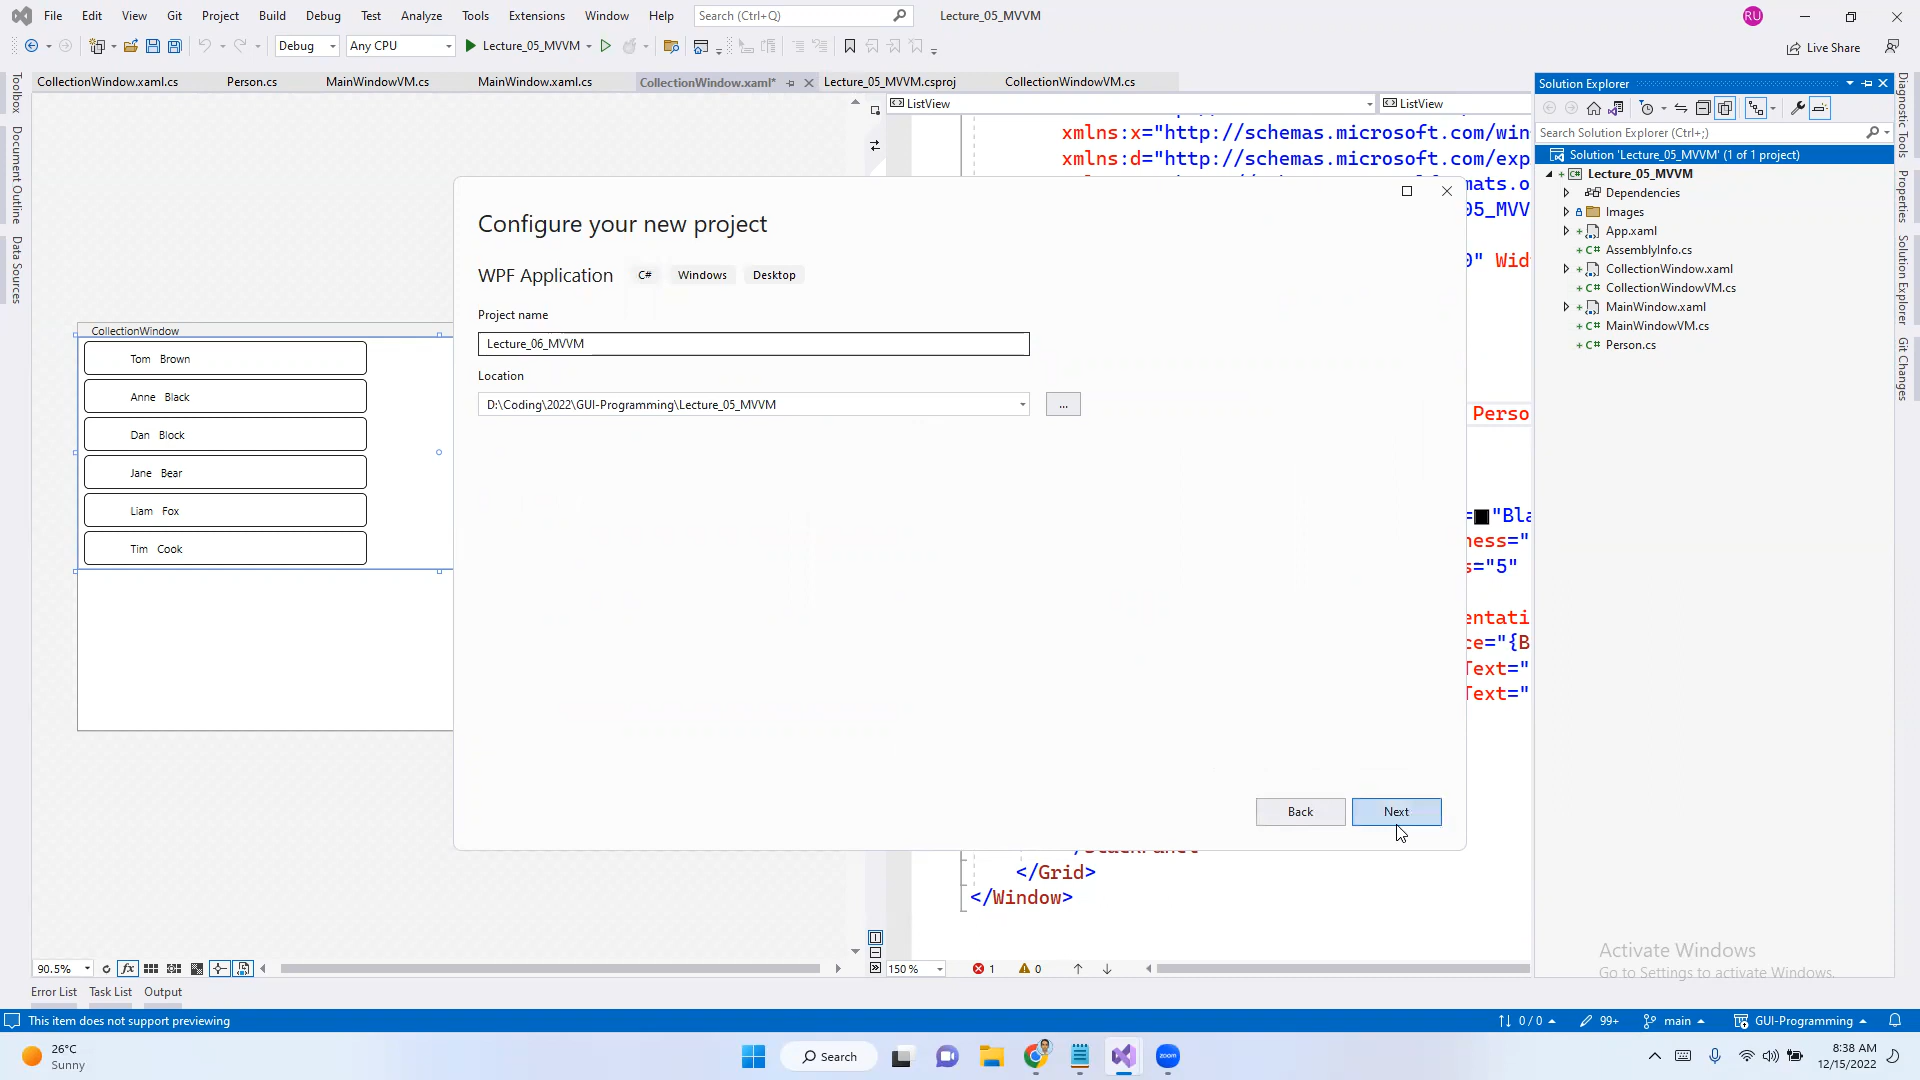 File Edit View Git Project Build Debug Test Analyze Tools Extensions Window Help Search (Ctrl+Q) Lecture_05_MVVM RU
Debug Any CPU Lecture_05_MVVM Live Share
CollectionWindow.xaml.cs Person.cs MainWindowVM.cs MainWindow.xaml.cs CollectionWindow.xaml* Lecture_05_MVVM.csproj CollectionWindowVM.cs
Toolbox
Document Outline
Data Sources
ListView ListView
xmlns:x="http://schemas.microsoft.com/win
xmlns:d="http://schemas.microsoft.com/exp
mats.o
05_MVV
0" Wid
Perso
="Bla
ness="
s="5"
entati
ce="{B
Text="
Text="
</Grid>
</Window>
CollectionWindow
Tom Brown
Anne Black
Dan Block
Jane Bear
Liam Fox
Tim Cook
Configure your new project
WPF Application C# Windows Desktop
Project name
Lecture_06_MVVM
Location
D:\Coding\2022\GUI-Programming\Lecture_05_MVVM
...
Back Next
Solution Explorer
Search Solution Explorer (Ctrl+;)
Solution 'Lecture_05_MVVM' (1 of 1 project)
Lecture_05_MVVM
Dependencies
Images
App.xaml
C# AssemblyInfo.cs
CollectionWindow.xaml
C# CollectionWindowVM.cs
MainWindow.xaml
C# MainWindowVM.cs
C# Person.cs
Diagnostic Tools
Properties
Solution Explorer
Git Changes
Activate Windows
Go to Settings to activate Windows.
90.5% fx 150 % 1 0
Error List Task List Output
This item does not support previewing 0 / 0 99+ main GUI-Programming
26°C
Sunny
Search
zoom
8:38 AM
12/15/2022